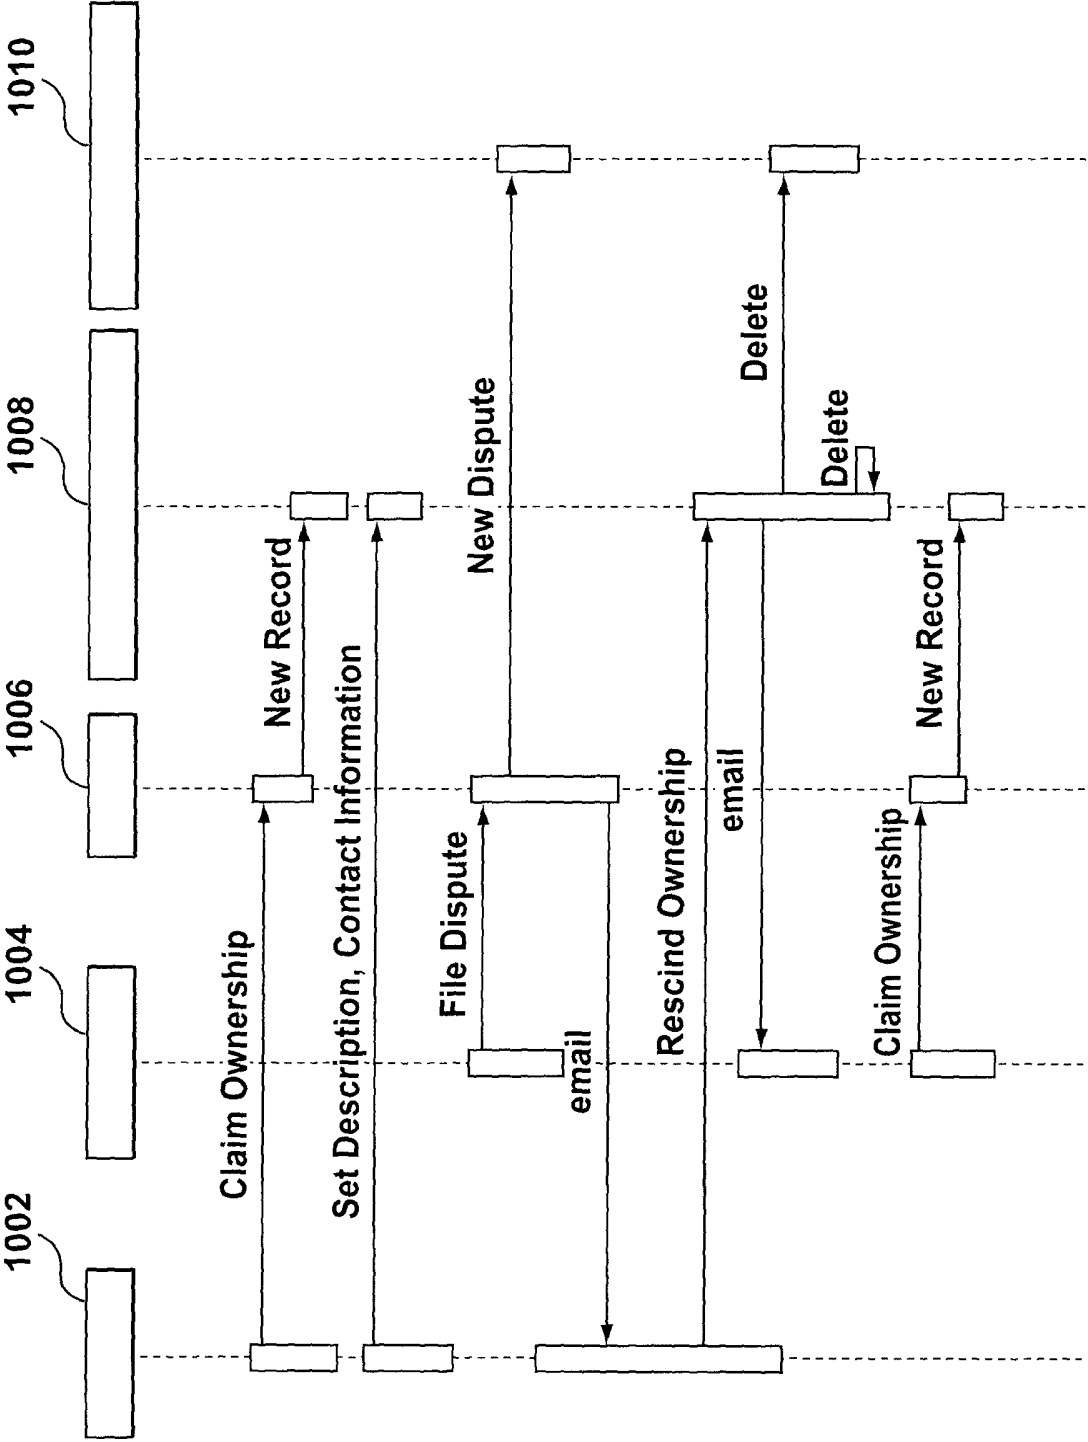 1002
1004
1006
1008
1010
Claim Ownership
New Record
Set Description, Contact Information
File Dispute
New Dispute
email
Rescind Ownership
email
Delete
Delete
Claim Ownership
New Record